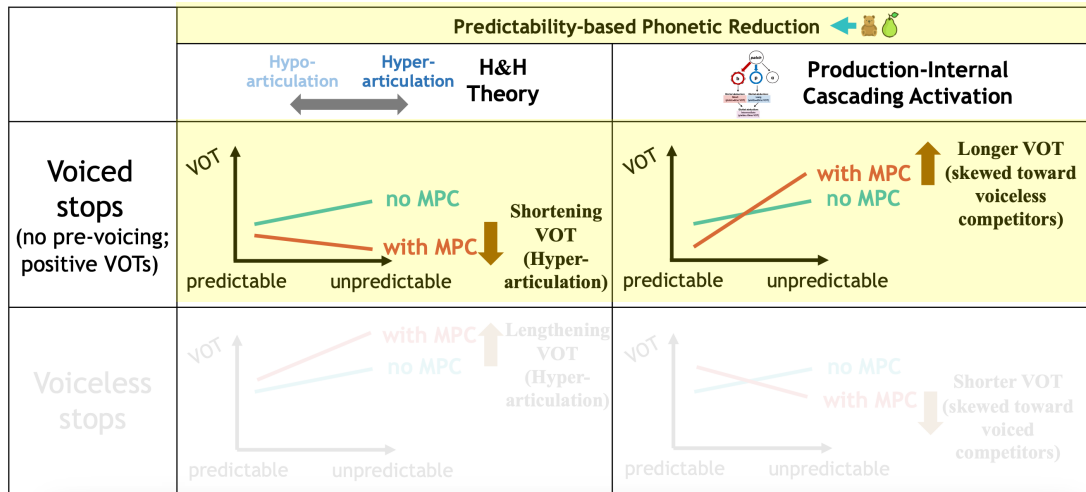 Predictability-based Phonetic Reduction
Hypo-
articulation
Hyper-
articulation
H&H
Theory
Production-Internal
Cascading Activation
Voiced
stops
(no pre-voicing;
positive VOTs)
VOT
no MPC
with MPC
predictable
unpredictable
Shortening
VOT
(Hyper-
articulation)
VOT
with MPC
no MPC
predictable
unpredictable
Longer VOT
(skewed toward
voiceless
competitors)
Voiceless
stops
VOT
with MPC
no MPC
predictable
unpredictable
Lengthening
VOT
(Hyper-
articulation)
VOT
no MPC
with MPC
predictable
unpredictable
Shorter VOT
(skewed toward
voiced
competitors)